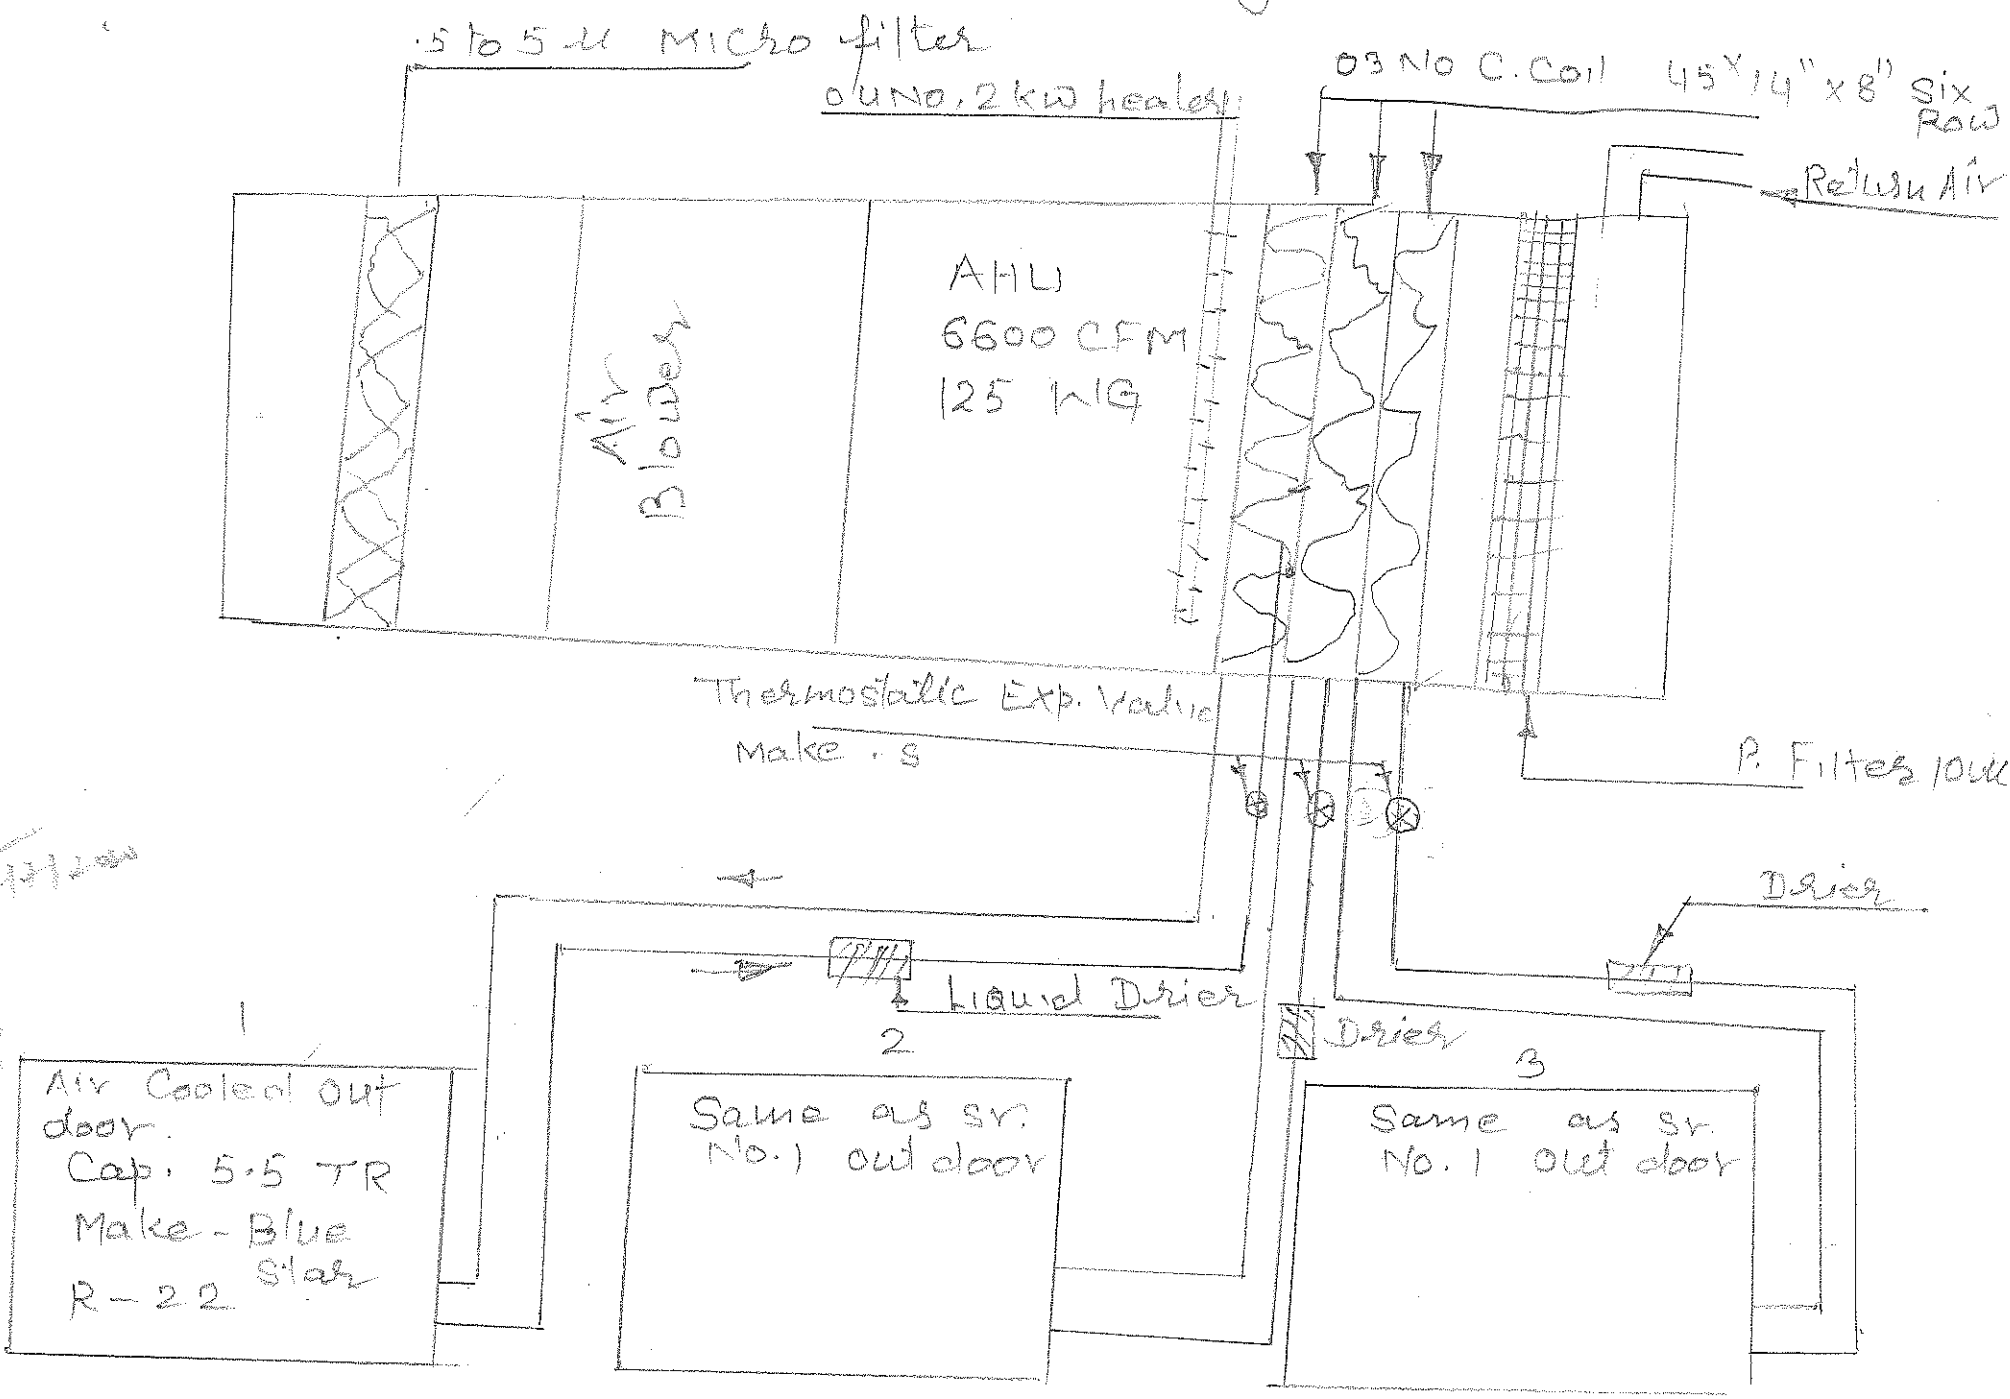 .5 to 5 μ Micro filter
04 No. 2 kw heater
03 No C. Coil 45" 14" x 8" Six
Row
Return Air
AHU
6600 CFM
125 WG
Air
Blower
Thermostatic Exp. Valve
Make . S
P. Filter 10μ
Drier
Liquid Drier
Drier
1
Air Cooled Out
door.
Cap. 5.5 TR
Make - Blue
Star
R - 22
2
Same as Sr.
No. 1 out door
3
Same as Sr.
No. 1 out door